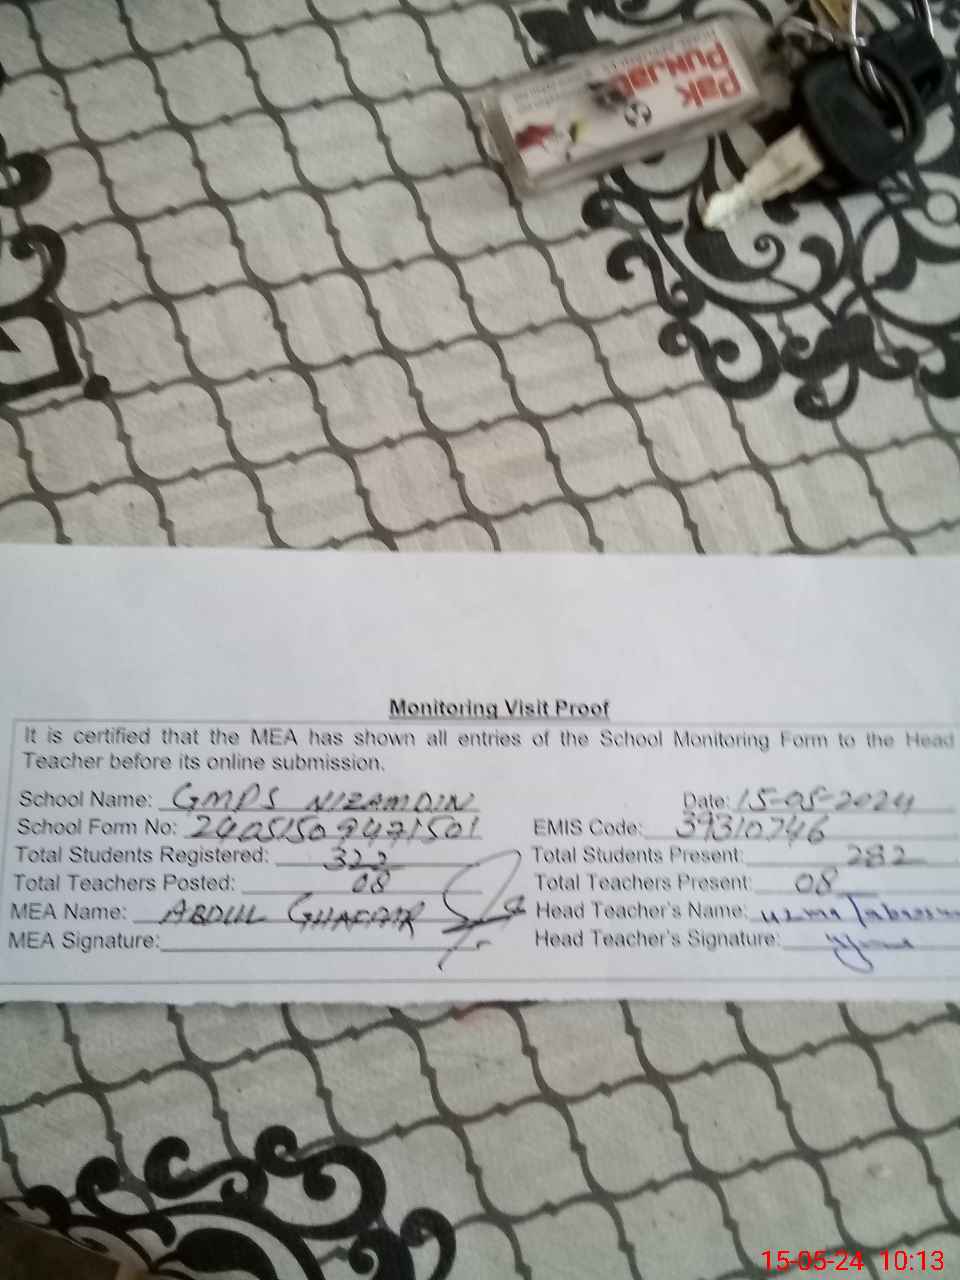 Pak
PUNJAB
Monitoring Visit Proof
It is certified that the MEA has shown all entries of the School Monitoring Form to the Head
Teacher before its online submission.
School Name: GMPS NIZAMDIN Date: 15-05-2024
School Form No: EMIS Code: 39310746
Total Students Registered: 322 Total Students Present: 282
Total Teachers Posted: 08 Total Teachers Present: 08
MEA Name: ABDUL GHAFFAR Head Teacher's Name: uzma
MEA Signature: Head Teacher's Signature:
15-05-24 10:13